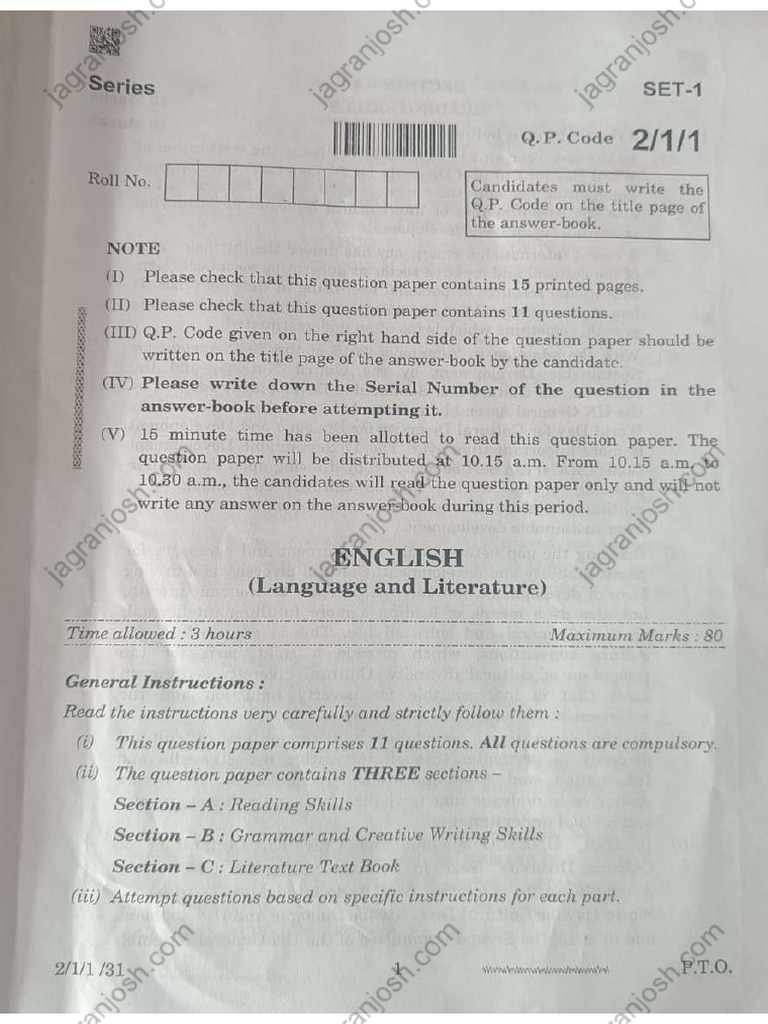 Series
SET-1
Q.P. Code 2/1/1
Roll No.
Candidates must write the
Q.P. Code on the title page of
the answer-book.
NOTE
(I) Please check that this question paper contains 15 printed pages.
(II) Please check that this question paper contains 11 questions.
(III) Q.P. Code given on the right hand side of the question paper should be
written on the title page of the answer-book by the candidate.
(IV) Please write down the Serial Number of the question in the
answer-book before attempting it.
(V) 15 minute time has been allotted to read this question paper. The
question paper will be distributed at 10.15 a.m. From 10.15 a.m. to
10.30 a.m., the candidates will read the question paper only and will not
write any answer on the answer-book during this period.
ENGLISH
(Language and Literature)
Time allowed : 3 hours
Maximum Marks : 80
General Instructions :
Read the instructions very carefully and strictly follow them :
(i) This question paper comprises 11 questions. All questions are compulsory.
(ii) The question paper contains THREE sections –
Section – A : Reading Skills
Section – B : Grammar and Creative Writing Skills
Section – C : Literature Text Book
(iii) Attempt questions based on specific instructions for each part.
2/1/1 /31
1
P.T.O.
jagranjosh.com
jagranjosh.com
jagranjosh.com